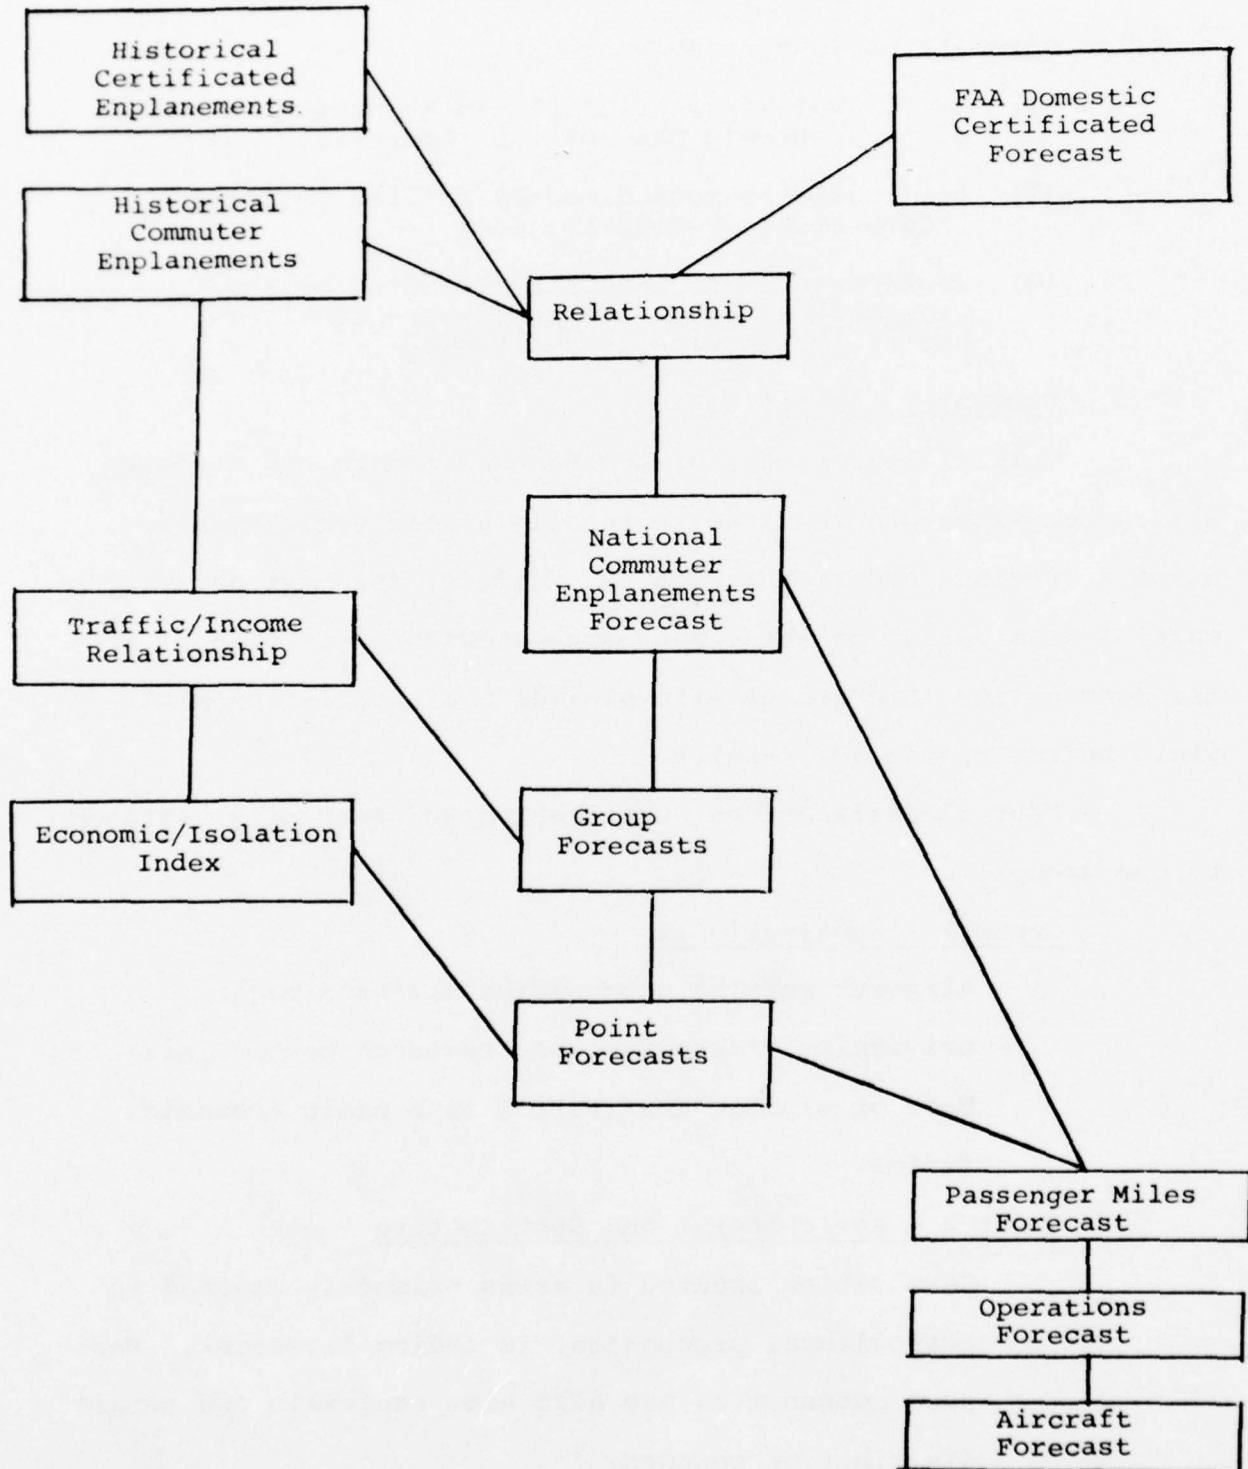 Historical
Certificated
Enplanements.
FAA Domestic
Certificated
Forecast
Historical
Commuter
Enplanements
Relationship
National
Commuter
Enplanements
Forecast
Traffic/Income
Relationship
Economic/Isolation
Index
Group
Forecasts
Point
Forecasts
Passenger Miles
Forecast
Operations
Forecast
Aircraft
Forecast